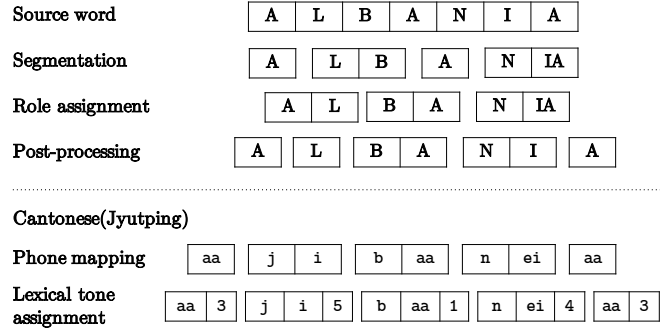 Source word A L B A N I A
Segmentation A L B A N IA
Role assignment A L B A N IA
Post-processing A L B A N I A
Cantonese(Jyutping)
Phone mapping aa j i b aa n ei aa
Lexical tone
assignment aa 3 j i 5 b aa 1 n ei 4 aa 3